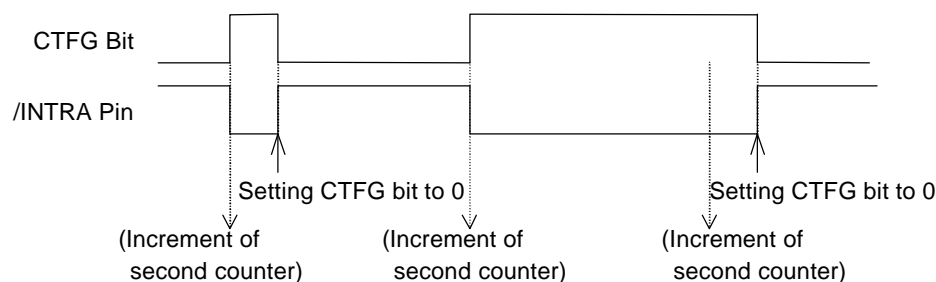 CTFG Bit
/INTRA Pin
Setting CTFG bit to 0
Setting CTFG bit to 0
(Increment of
second counter)
(Increment of
second counter)
(Increment of
second counter)